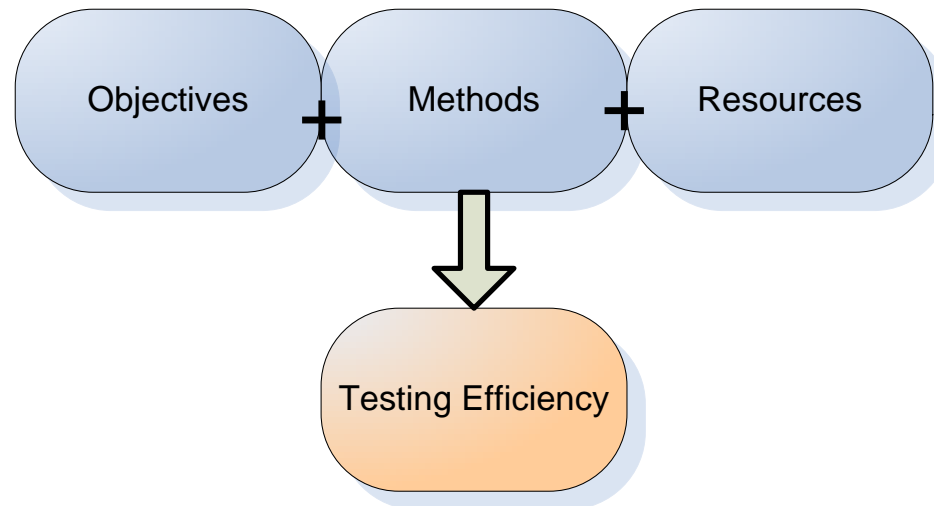 Objectives
+
Methods
+
Resources
Testing Efficiency